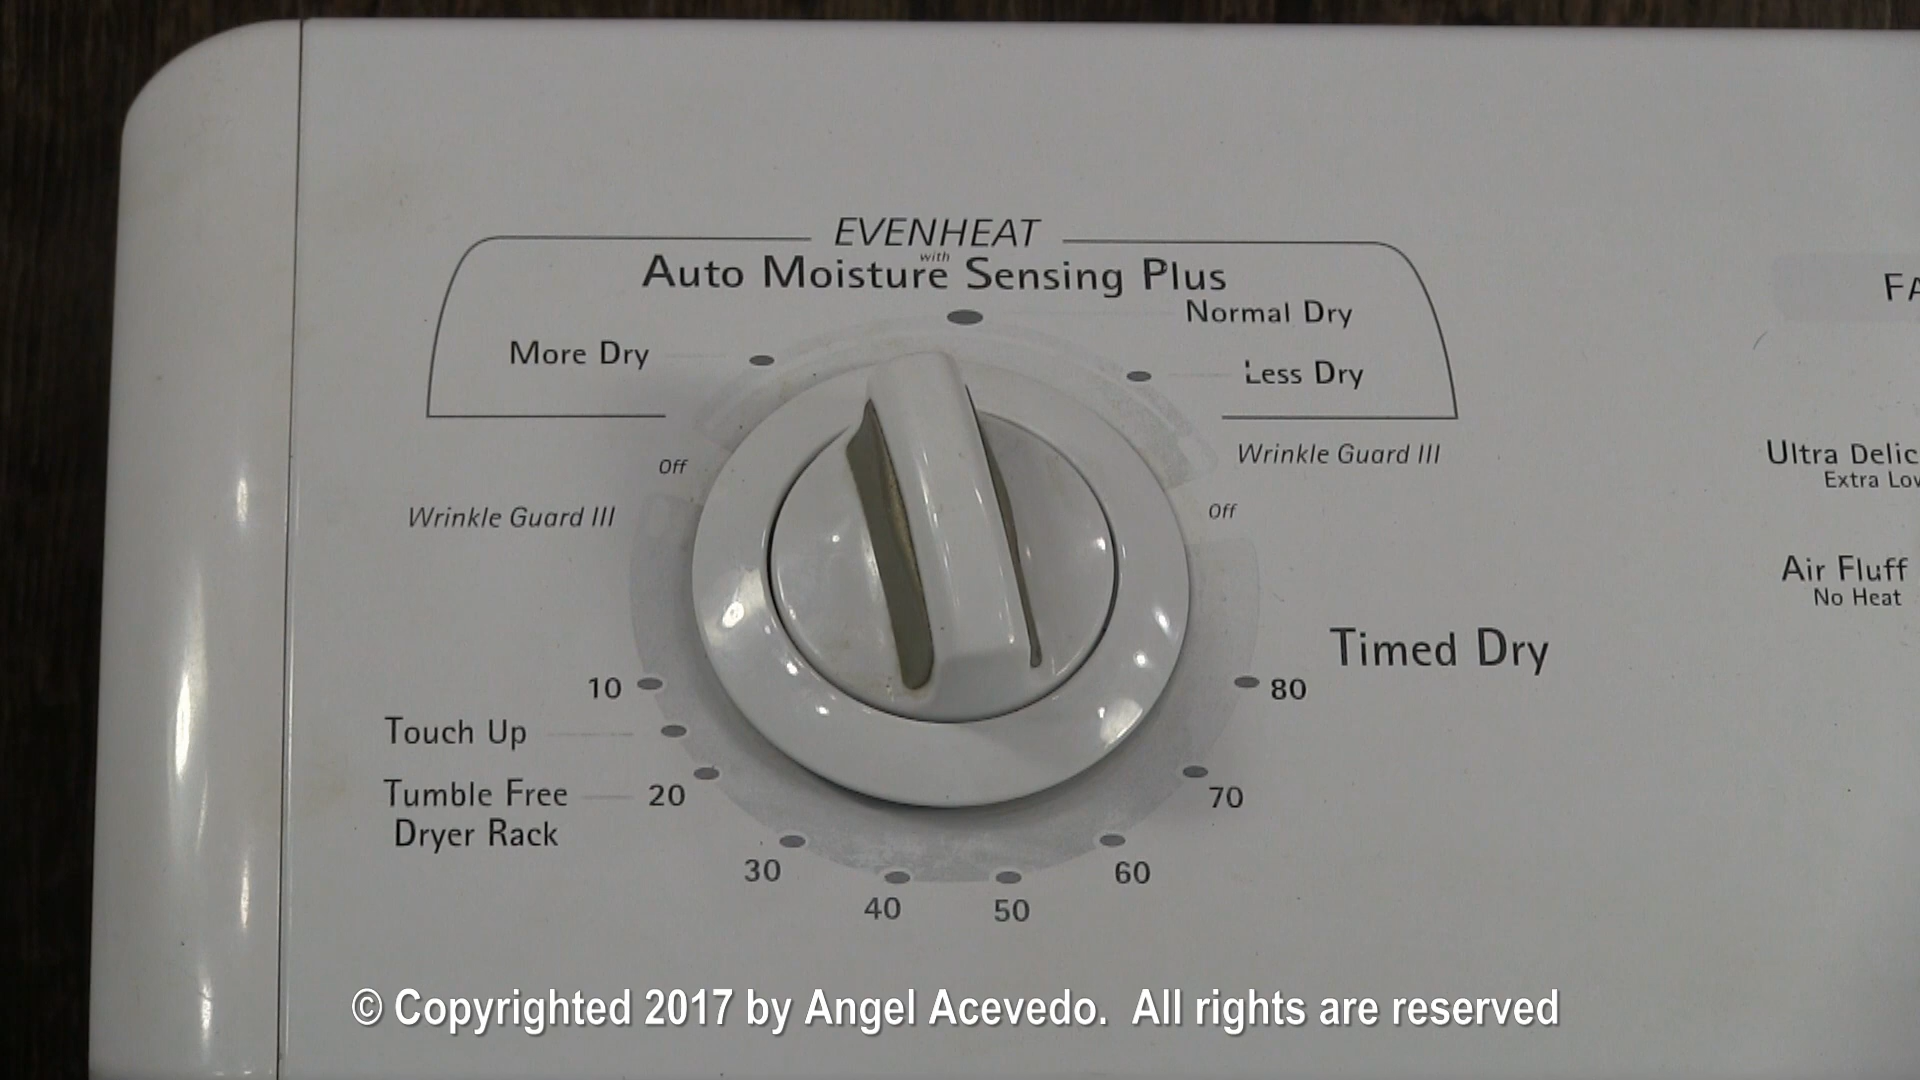 EVENHEAT
with
Auto Moisture Sensing Plus
Normal Dry
More Dry
Less Dry
Off
Wrinkle Guard III
Wrinkle Guard III
Off
Timed Dry
10
80
Touch Up
Tumble Free
Dryer Rack
20
70
30
60
40
50
FA
Ultra Delic
Extra Low
Air Fluff
No Heat
© Copyrighted 2017 by Angel Acevedo. All rights are reserved